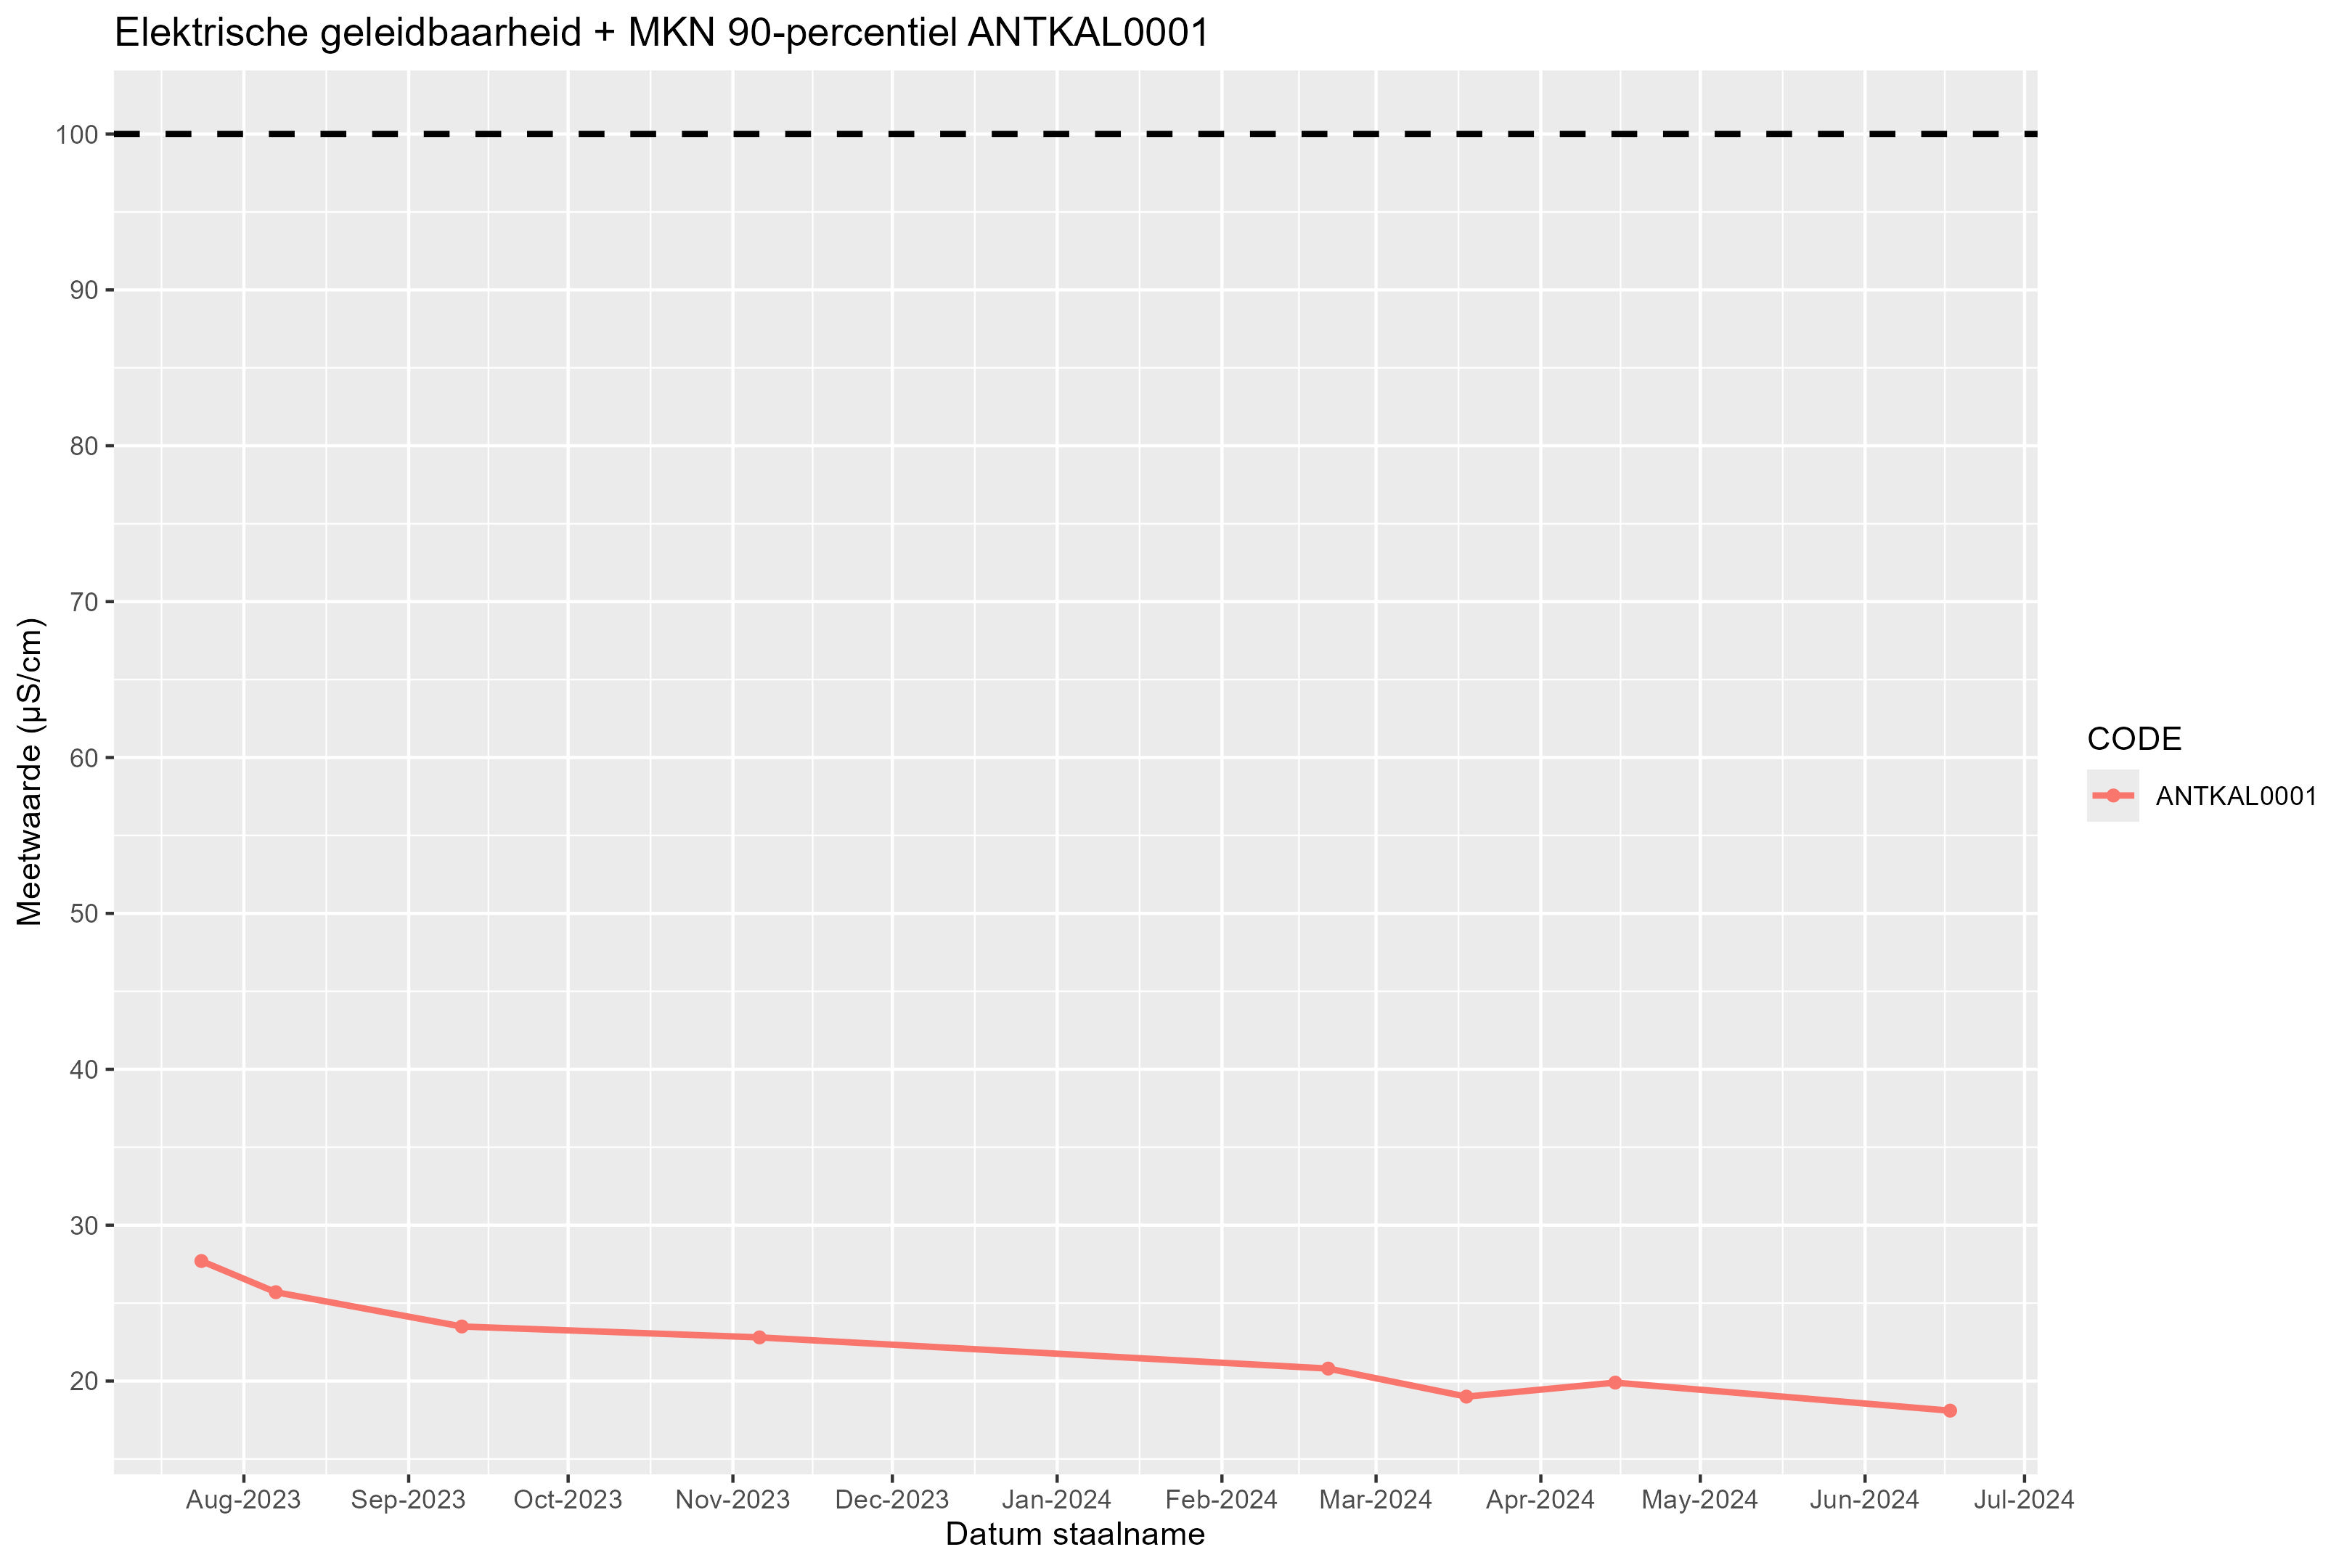 Elektrische geleidbaarheid + MKN 90-percentiel ANTKAL0001
Meetwaarde (µS/cm)
100
90
80
70
60
50
40
30
20
Aug-2023 Sep-2023 Oct-2023 Nov-2023 Dec-2023 Jan-2024 Feb-2024 Mar-2024 Apr-2024 May-2024 Jun-2024 Jul-2024
Datum staalname
CODE
ANTKAL0001